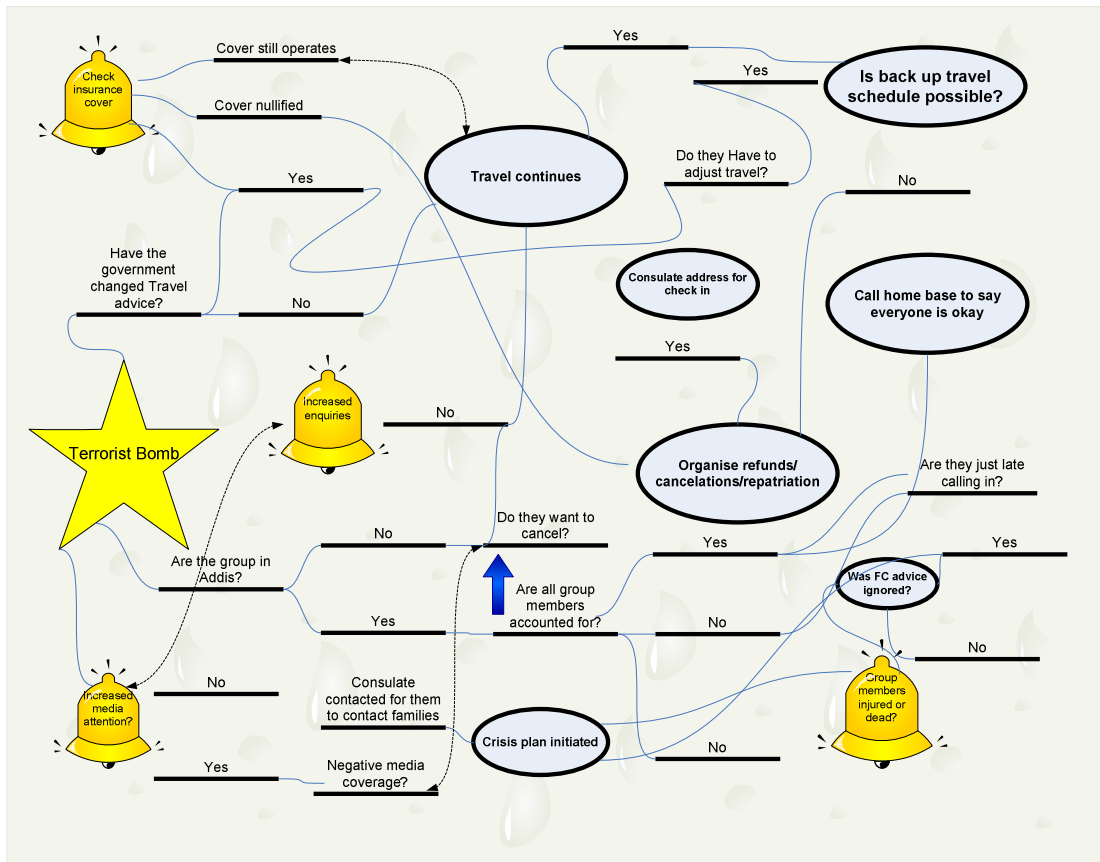 Yes
Cover still operates
Check
insurance
cover
Yes
Is back up travel
schedule possible?
Cover nullified
Do they Have to
adjust travel?
Travel continues
Yes
No
Have the
government
changed Travel
advice?
Consulate address for
check in
Call home base to say
everyone is okay
No
Yes
Increased
enquiries
No
Terrorist Bomb
Organise refunds/
cancelations/repatriation
Are they just late
calling in?
Do they want to
cancel?
No
Yes
Yes
Are the group in
Addis?
Was FC advice
ignored?
Are all group
members
accounted for?
Yes
No
No
Increased
media
attention?
No
Consulate
contacted for them
to contact families
Group
members
injured or
dead?
Crisis plan initiated
No
Yes
Negative media
coverage?